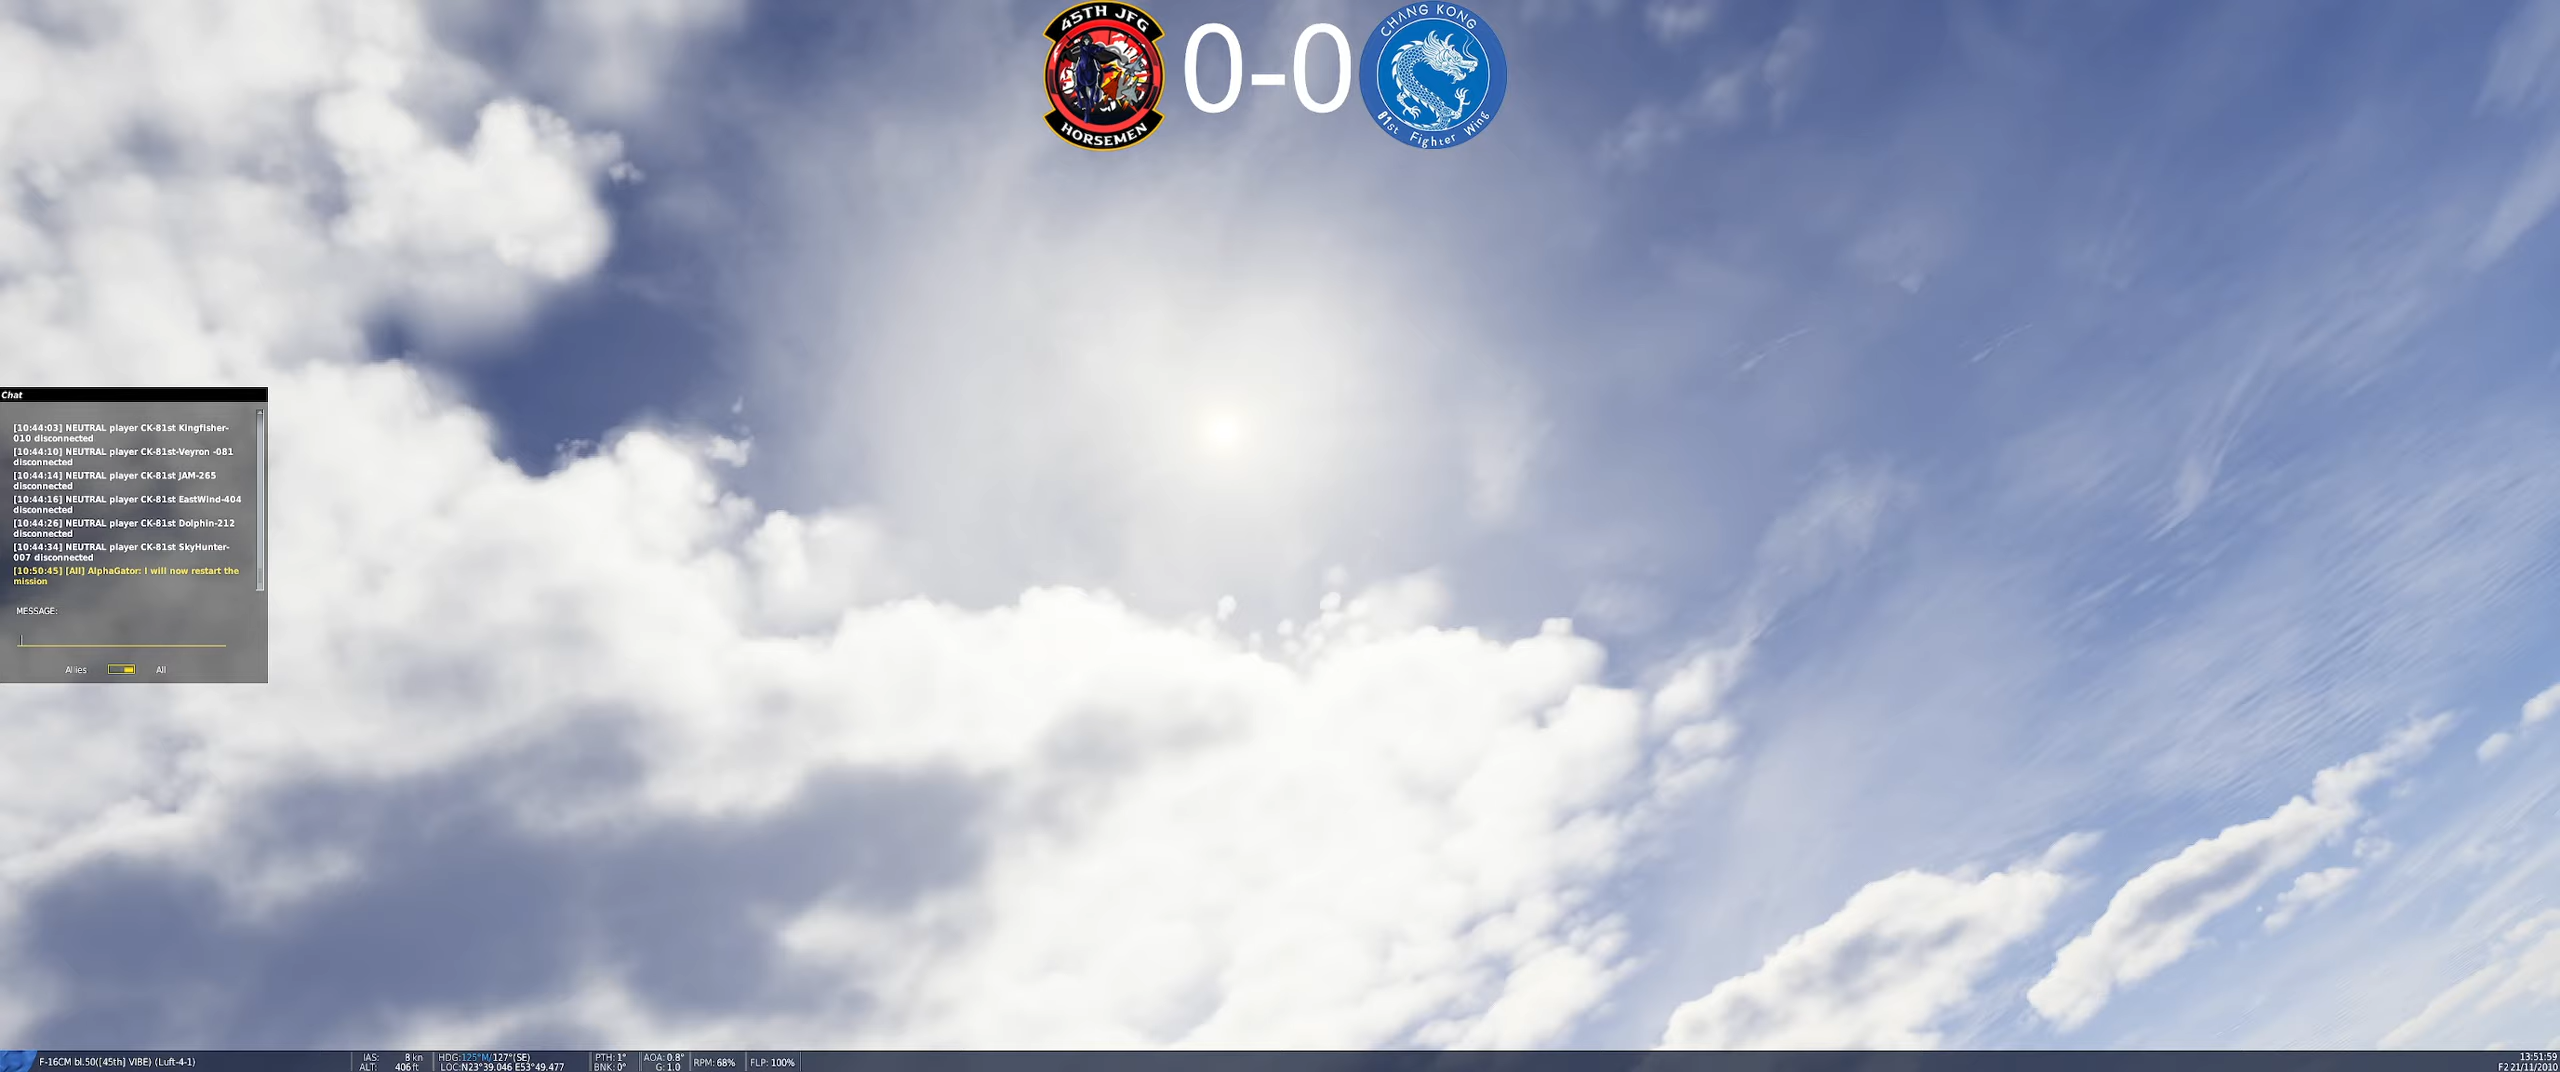 45TH JFG
HORSEMEN
0-0
CHANG KONG
81st Fighter Wing
Chat
[10:44:03] NEUTRAL player CK-81st Kingfisher-
010 disconnected
[10:44:10] NEUTRAL player CK-81st-Veyron -081
disconnected
[10:44:14] NEUTRAL player CK-81st JAM-265
disconnected
[10:44:16] NEUTRAL player CK-81st EastWind-404
disconnected
[10:44:26] NEUTRAL player CK-81st Dolphin-212
disconnected
[10:44:34] NEUTRAL player CK-81st SkyHunter-
007 disconnected
[10:50:45] [All] AlphaGator: I will now restart the
mission
MESSAGE:
Allies All
F-16CM bl.50([45th] VIBE) (Luft-4-1)
IAS: 8 kn
ALT: 406 ft
HDG:125°M/127°(SE)
LOC:N23°39.046 E53°49.477
PTH: 1°
BNK: 0°
AOA: 0.8°
G: 1.0
RPM: 68%
FLP: 100%
13:51:59
F2 21/11/2010